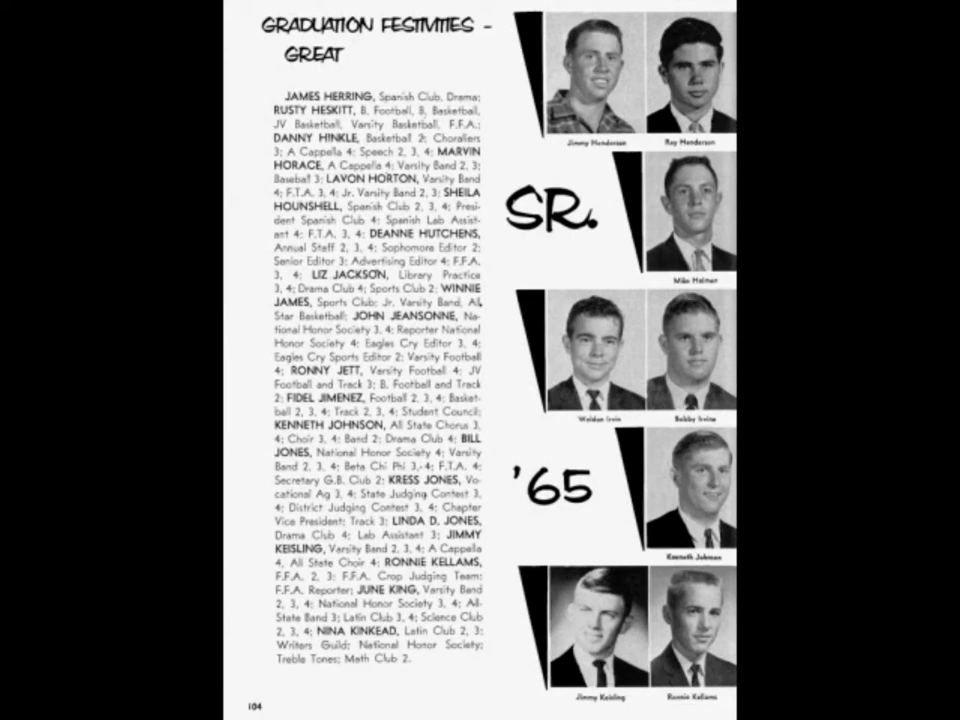 GRADUATION FESTIVITIES –
GREAT
JAMES HERRING, Spanish Club, Drama;
RUSTY HESKITT, B. Football, B. Basketball,
JV Basketball, Varsity Basketball, F.F.A.;
DANNY HINKLE, Basketball 2; Choraliers
3; A Cappella 4; Speech 2, 3, 4; MARVIN
HORACE, A Cappella 4; Varsity Band 2, 3;
Baseball 3; LAVON HORTON, Varsity Band
4; F.T.A. 3, 4; Jr. Varsity Band 2, 3; SHEILA
HOUNSHELL, Spanish Club 2, 3, 4; Presi-
dent Spanish Club 4; Spanish Lab Assist-
ant 4; F.T.A. 3, 4; DEANNE HUTCHENS,
Annual Staff 2, 3, 4; Sophomore Editor 2;
Senior Editor 3; Advertising Editor 4; F.F.A.
3, 4; LIZ JACKSON, Library Practice
3, 4; Drama Club 4; Sports Club 2; WINNIE
JAMES, Sports Club; Jr. Varsity Band, All
Star Basketball; JOHN JEANSONNE, Na-
tional Honor Society 3, 4; Reporter National
Honor Society 4; Eagles Cry Editor 3, 4;
Eagles Cry Sports Editor 2; Varsity Football
4; RONNY JETT, Varsity Football 4; JV
Football and Track 3; B. Football and Track
2; FIDEL JIMENEZ, Football 2, 3, 4; Basket-
ball 2, 3, 4; Track 2, 3, 4; Student Council;
KENNETH JOHNSON, All State Chorus 3,
4; Choir 3, 4; Band 2; Drama Club 4; BILL
JONES, National Honor Society 4; Varsity
Band 2, 3, 4; Beta Chi Phi 3, 4; F.T.A. 4;
Secretary G.B. Club 2; KRESS JONES, Vo-
cational Ag 3, 4; State Judging Contest 3,
4; District Judging Contest 3, 4; Chapter
Vice President; Track 3; LINDA D. JONES,
Drama Club 4; Lab Assistant 3; JIMMY
KEISLING, Varsity Band 2, 3, 4; A Cappella
4, All State Choir 4; RONNIE KELLAMS,
F.F.A. 2, 3; F.F.A. Crop Judging Team;
F.F.A. Reporter; JUNE KING, Varsity Band
2, 3, 4; National Honor Society 3, 4; All-
State Band 3; Latin Club 3, 4; Science Club
2, 3, 4; NINA KINKEAD, Latin Club 2, 3;
Writers Guild; National Honor Society;
Treble Tones; Math Club 2.
104
Jimmy Henderson Ray Henderson
SR.
Mike Holmen
Weldon Irvin Bobby Irvine
'65
Kenneth Johnson
Jimmy Keisling Ronnie Kellams